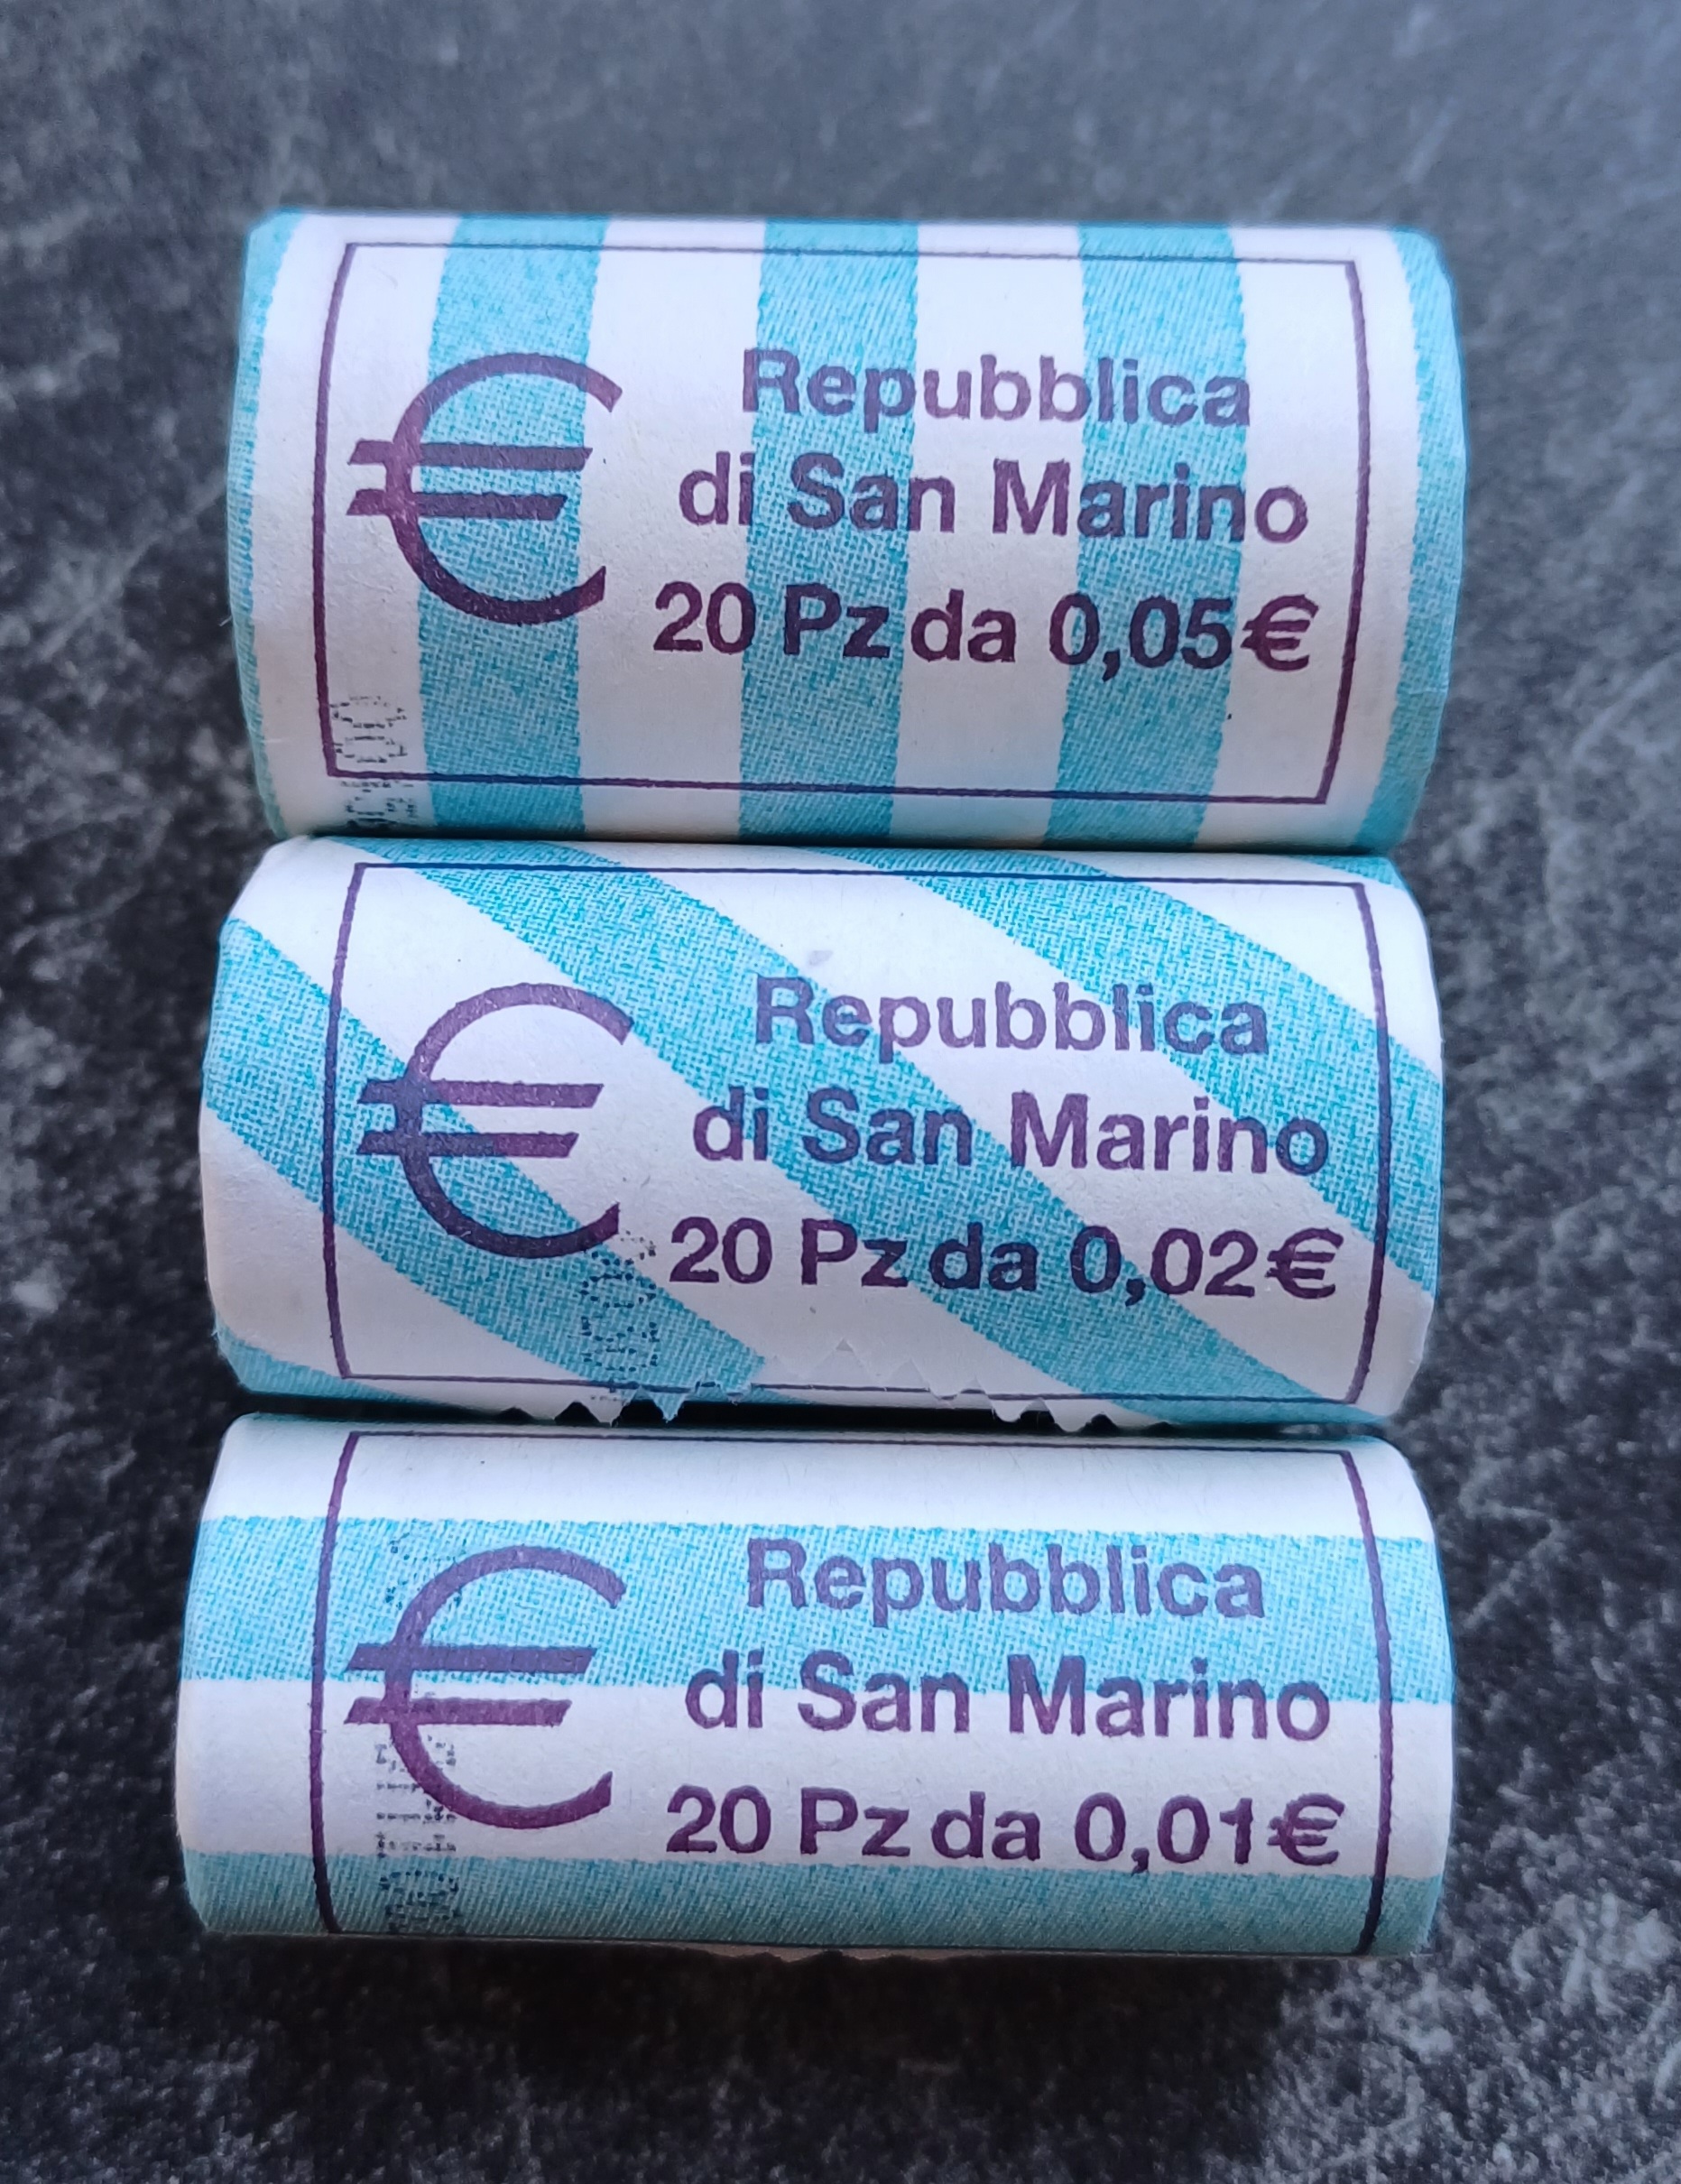 €
Repubblica
di San Marino
20 Pz da 0,05€
€
Repubblica
di San Marino
20 Pz da 0,02€
€
Repubblica
di San Marino
20 Pz da 0,01€